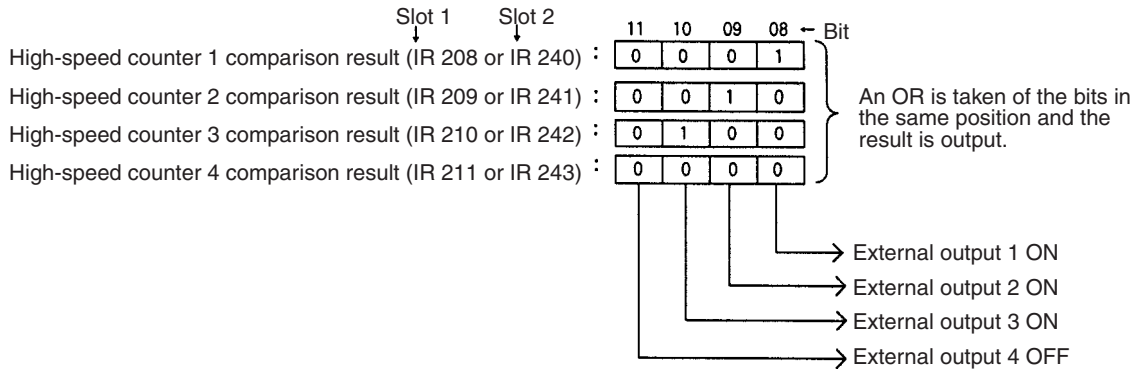 Slot 1 Slot 2
11 10 09 08 ← Bit
High-speed counter 1 comparison result (IR 208 or IR 240) : 0 0 0 1
High-speed counter 2 comparison result (IR 209 or IR 241) : 0 0 1 0
High-speed counter 3 comparison result (IR 210 or IR 242) : 0 1 0 0
High-speed counter 4 comparison result (IR 211 or IR 243) : 0 0 0 0
An OR is taken of the bits in
the same position and the
result is output.
External output 1 ON
External output 2 ON
External output 3 ON
External output 4 OFF